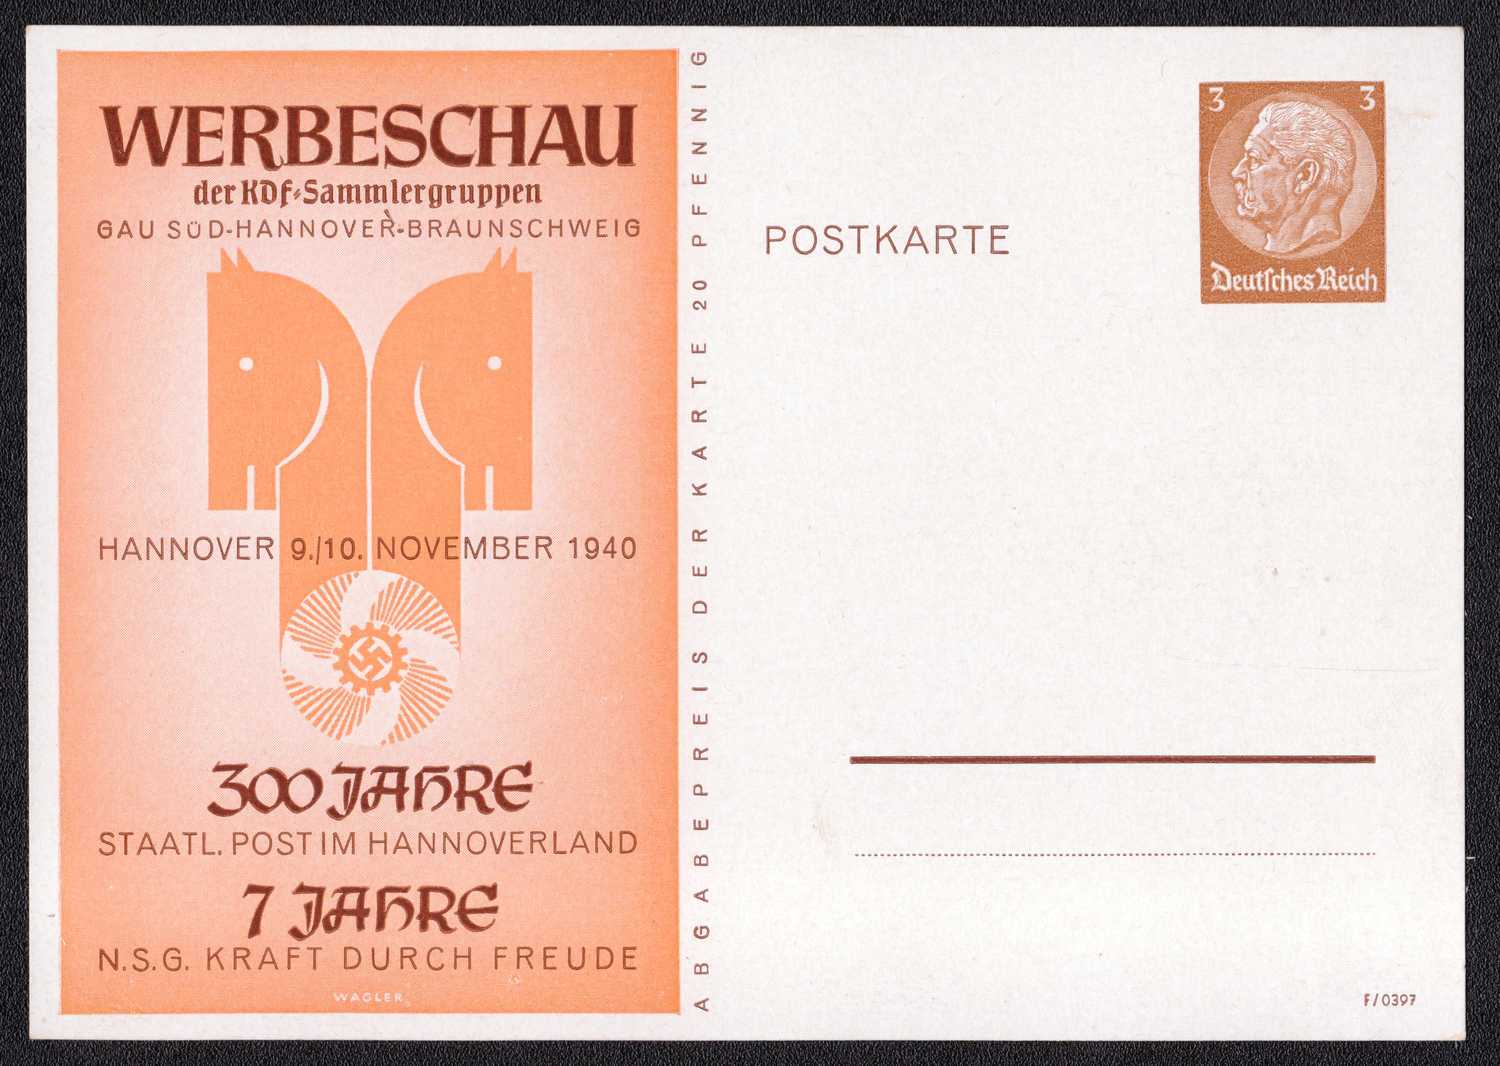 WERBESCHAU
der KDF-Sammlergruppen
GAU SÜD-HANNOVER-BRAUNSCHWEIG
HANNOVER 9./10. NOVEMBER 1940
300 JAHRE
STAATL. POST IM HANNOVERLAND
7 JAHRE
N.S.G. KRAFT DURCH FREUDE
WAGLER
ABGABEPREIS DER KARTE 20 PFENNIG
POSTKARTE
3 3
Deutsches Reich
F/0397